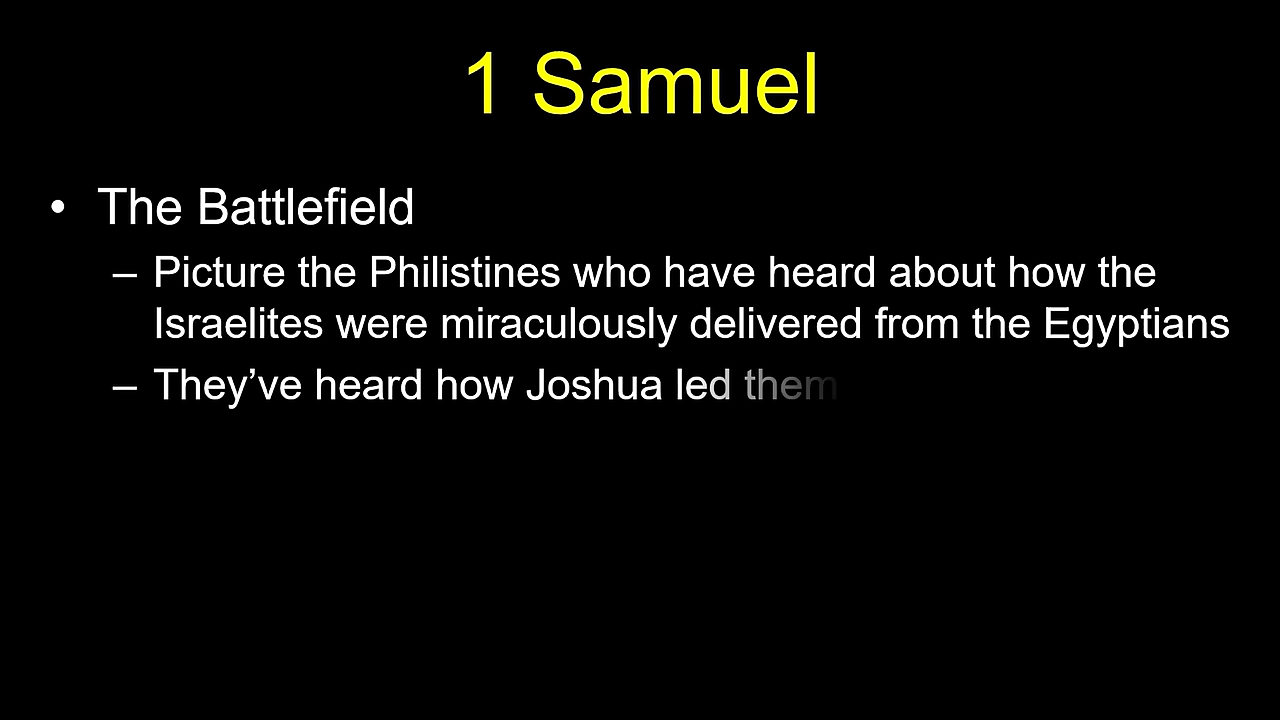 1 Samuel
• The Battlefield
– Picture the Philistines who have heard about how the
Israelites were miraculously delivered from the Egyptians
– They’ve heard how Joshua led them